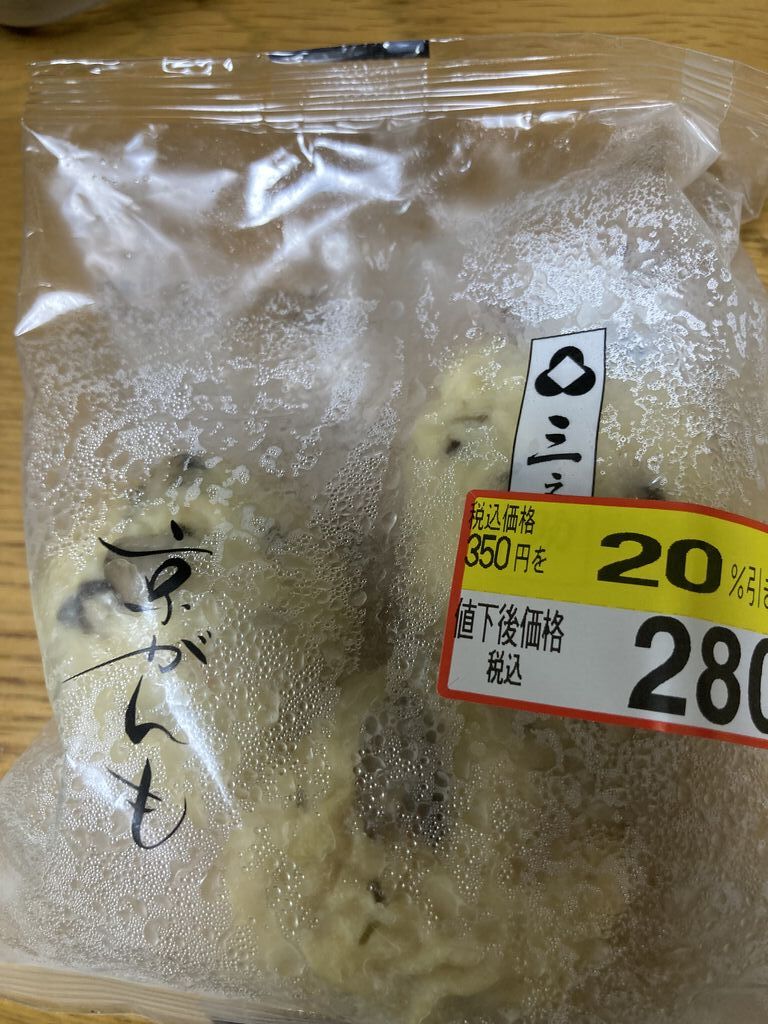 三
税込価格
350円を
20%引き
値下後価格
税込
280
京がんも